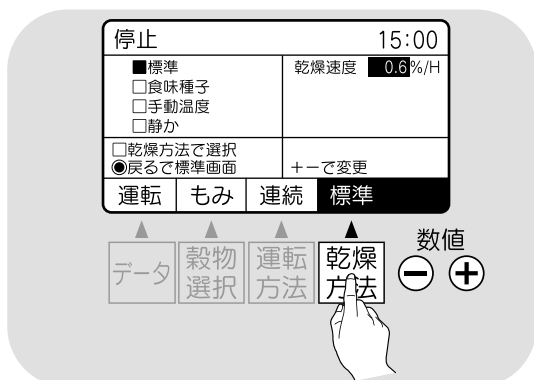 停止 15:00
■標準
□食味種子
□手動温度
□静か
乾燥速度 0.6%/H
□乾燥方法で選択
◉戻るで標準画面
+−で変更
運転 もみ 連続 標準
データ
穀物
選択
運転
方法
乾燥
方法
数値
− +